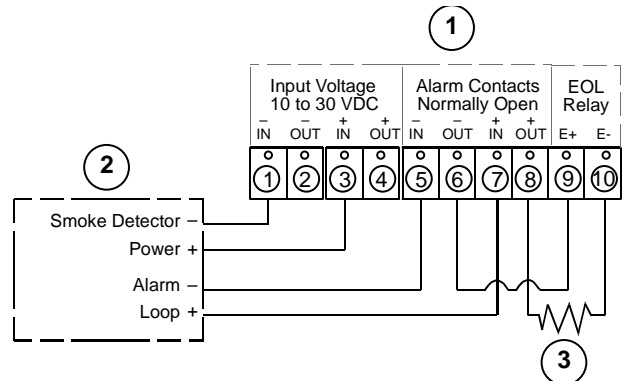 1
Input Voltage
10 to 30 VDC
Alarm Contacts
Normally Open
EOL
Relay
− − + + − − + +
IN OUT IN OUT IN OUT IN OUT E+ E-
1 2 3 4 5 6 7 8 9 10
2
Smoke Detector −
Power +
Alarm −
Loop +
3